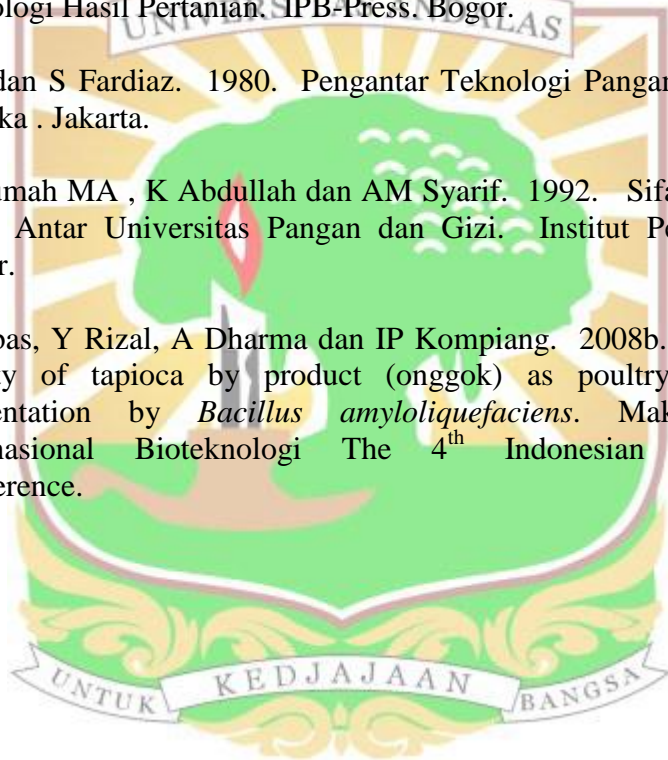 ologi Hasil Pertanian. IPB-Press. Bogor.
UNIVERSITAS ANDALAS
dan S Fardiaz. 1980. Pengantar Teknologi Pangan
ka . Jakarta.
umah MA , K Abdullah dan AM Syarif. 1992. Sifa
Antar Universitas Pangan dan Gizi. Institut Pe
r.
bas, Y Rizal, A Dharma dan IP Kompiang. 2008b.
ty of tapioca by product (onggok) as poultry
entation by Bacillus amyloliquefaciens. Mak
nasional Bioteknologi The 4th Indonesian
erence.
UNTUK KEDJAJAAN BANGSA